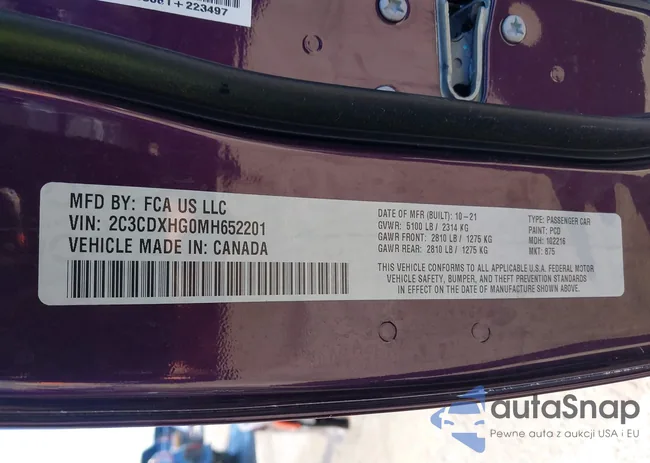 +223497
MFD BY: FCA US LLC
VIN: 2C3CDXHG0MH652201
VEHICLE MADE IN: CANADA
DATE OF MFR (BUILT): 10-21
GVWR: 5100 LB / 2314 KG
GAWR FRONT: 2810 LB / 1275 KG
GAWR REAR: 2810 LB / 1275 KG
TYPE: PASSENGER CAR
PAINT: PCD
MDH: 102216
MKT: 875
THIS VEHICLE CONFORMS TO ALL APPLICABLE U.S.A. FEDERAL MOTOR
VEHICLE SAFETY, BUMPER, AND THEFT PREVENTION STANDARDS
IN EFFECT ON THE DATE OF MANUFACTURE SHOWN ABOVE.
autoSnap
Pewne auta z aukcji USA i EU